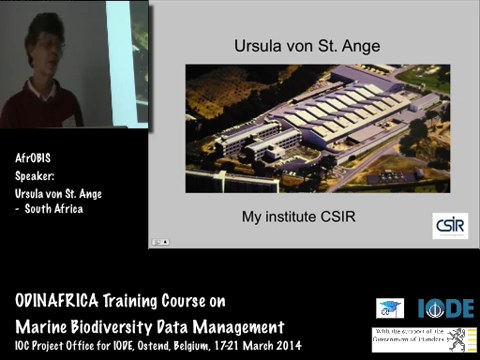 Ursula von St. Ange
My institute CSIR
CSIR
AfrOBIS
Speaker:
Ursula von St. Ange
- South Africa
ODINAFRICA Training Course on
Marine Biodiversity Data Management
IOC Project Office for IODE, Ostend, Belgium, 17-21 March 2014
IODE
With the support of the
Government of Flanders